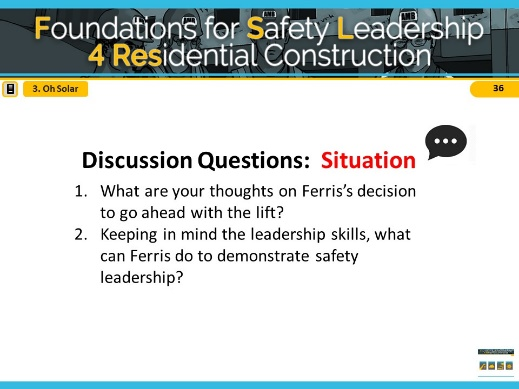 Foundations for Safety Leadership
4 Residential Construction
3. Oh Solar
36
Discussion Questions: Situation
1. What are your thoughts on Ferris's decision
to go ahead with the lift?
2. Keeping in mind the leadership skills, what
can Ferris do to demonstrate safety
leadership?